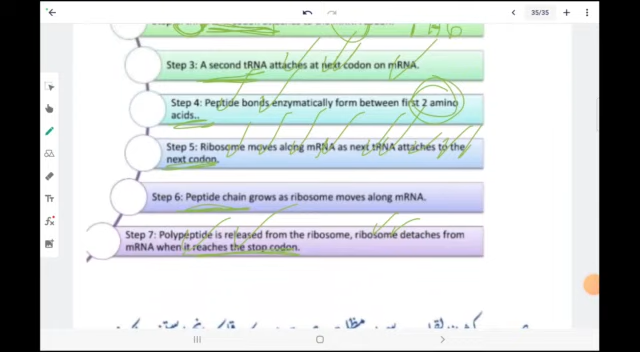 35/35
Step 3: A second tRNA attaches at next codon on mRNA.
Step 4: Peptide bonds enzymatically form between first 2 amino
acids..
Step 5: Ribosome moves along mRNA as next tRNA attaches to the
next codon.
Step 6: Peptide chain grows as ribosome moves along mRNA.
Step 7: Polypeptide is released from the ribosome, ribosome detaches from
mRNA when it reaches the stop codon.